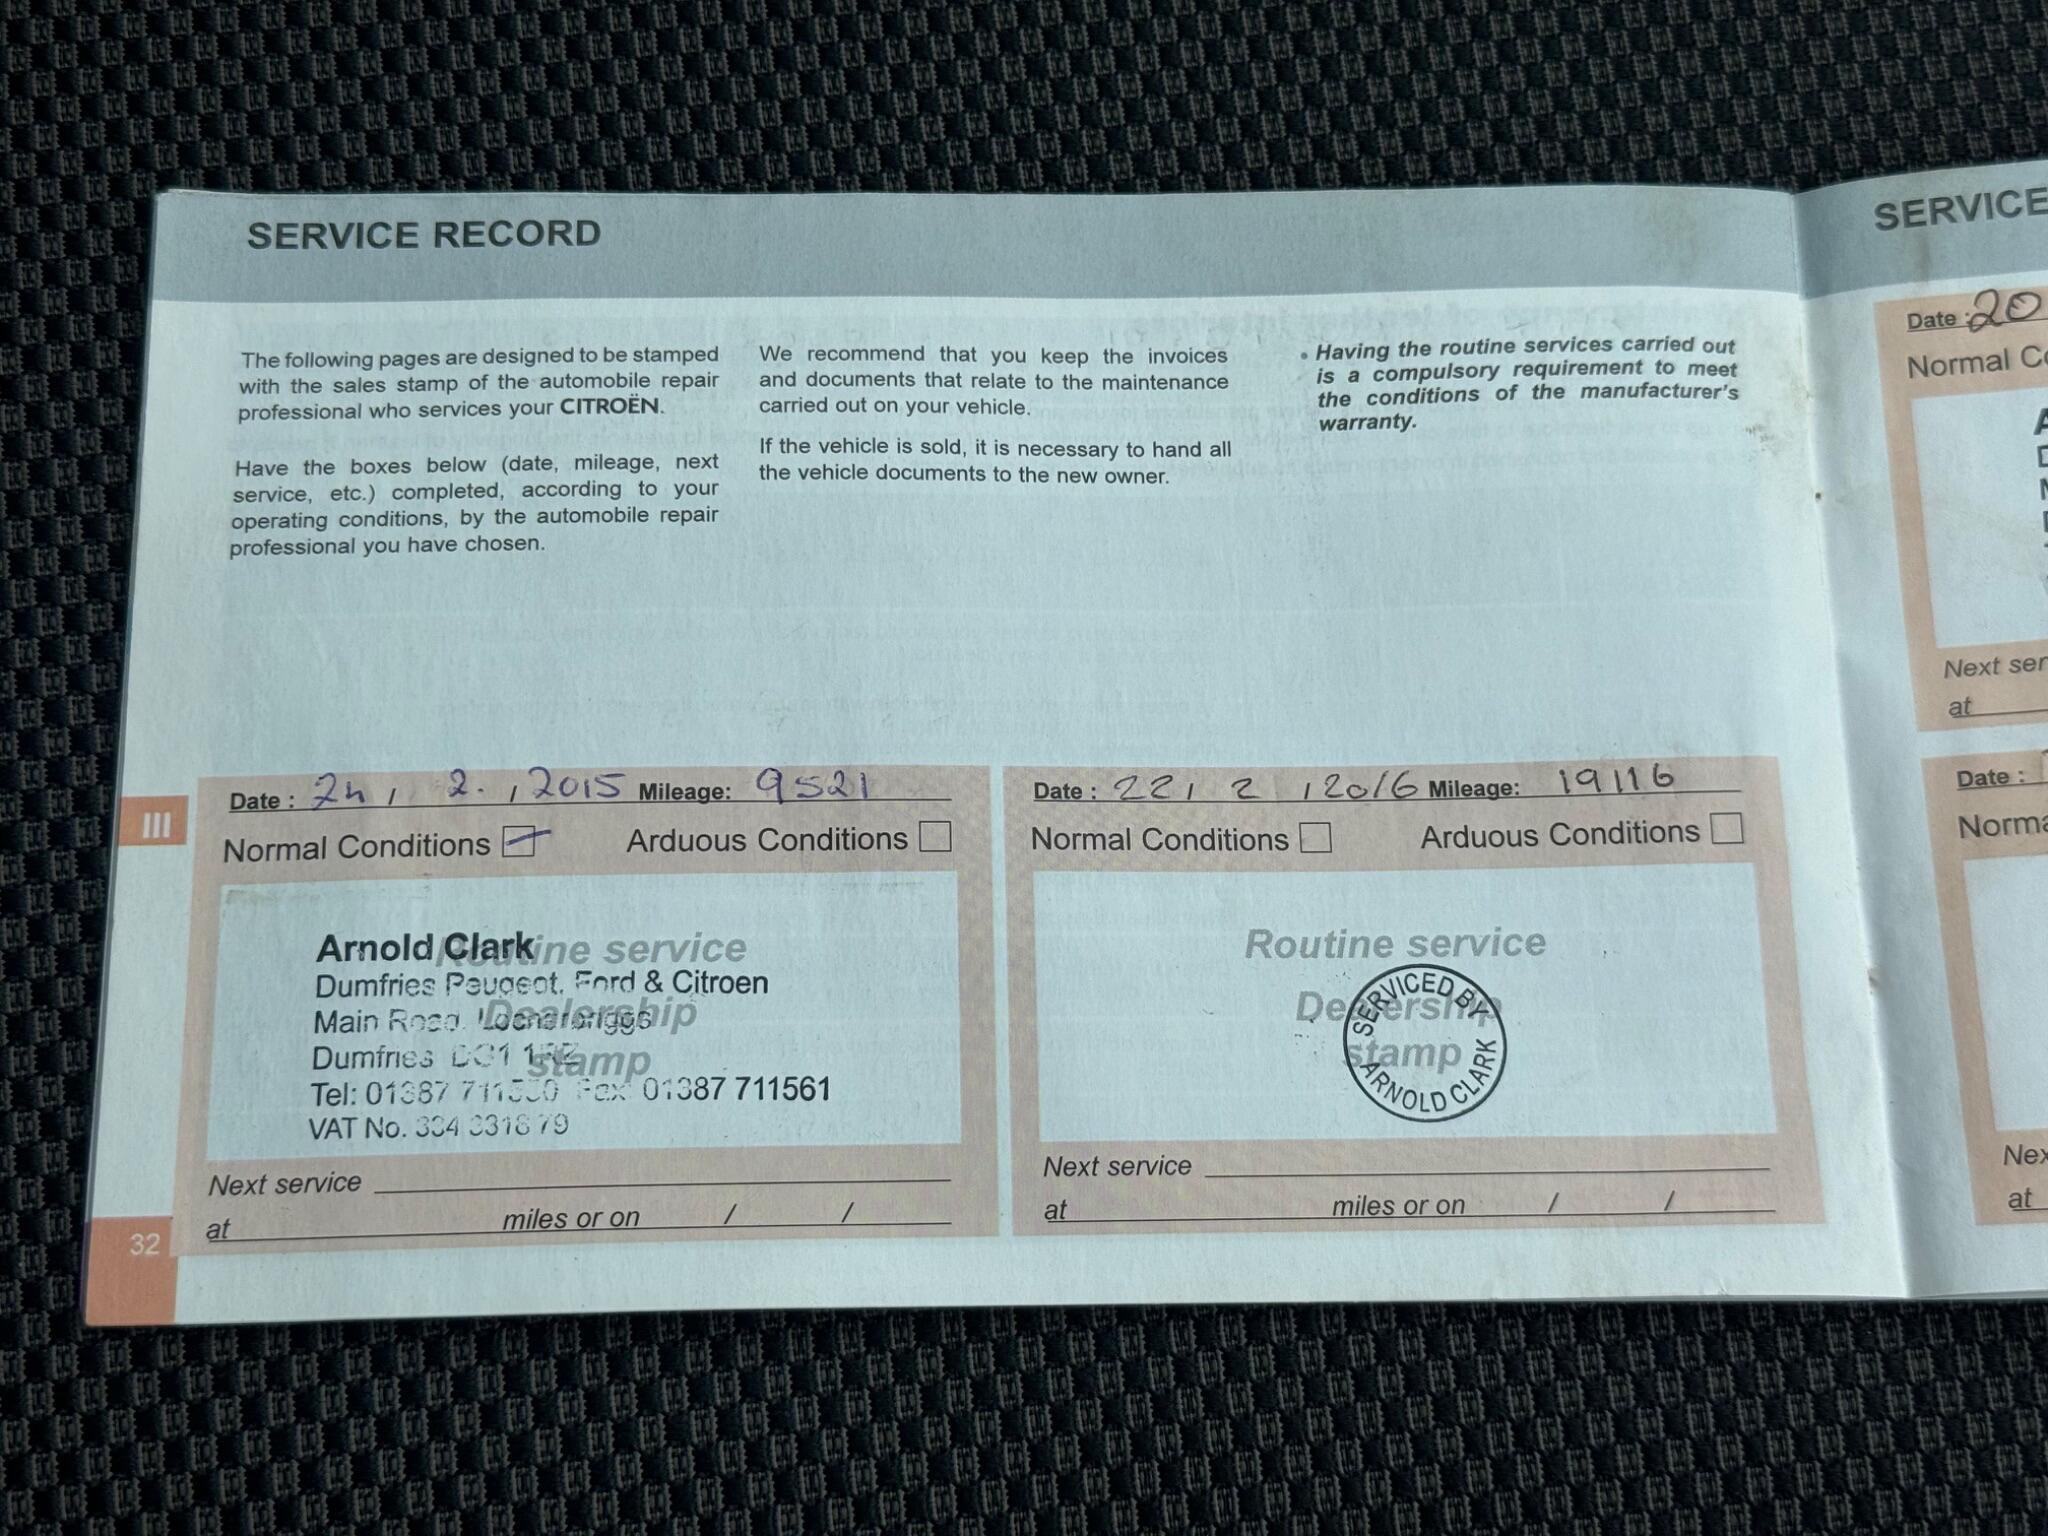 SERVICE RECORD
The following pages are designed to be stamped
with the sales stamp of the automobile repair
professional who services your CITROËN.
Have the boxes below (date, mileage, next
service, etc.) completed, according to your
operating conditions, by the automobile repair
professional you have chosen.
We recommend that you keep the invoices
and documents that relate to the maintenance
carried out on your vehicle.
If the vehicle is sold, it is necessary to hand all
the vehicle documents to the new owner.
• Having the routine services carried out
is a compulsory requirement to meet
the conditions of the manufacturer's
warranty.
III
Date : 24 / 2. / 2015 Mileage: 9521
Normal Conditions Arduous Conditions
Routine service
Dealership
stamp
Arnold Clark
Dumfries Peugeot, Ford & Citroen
Main Road, Locharbriggs
Dumfries DG1
Tel: 01387 Fax: 01387 711561
VAT No.
Next service
at miles or on / /
Date : 22 / 2 / 2016 Mileage: 19116
Normal Conditions Arduous Conditions
Routine service
Dealership
stamp
SERVICED BY
ARNOLD CLARK
Next service
at miles or on / /
32
SERVICE
Date : 20
Normal
Next
at
Date :
at